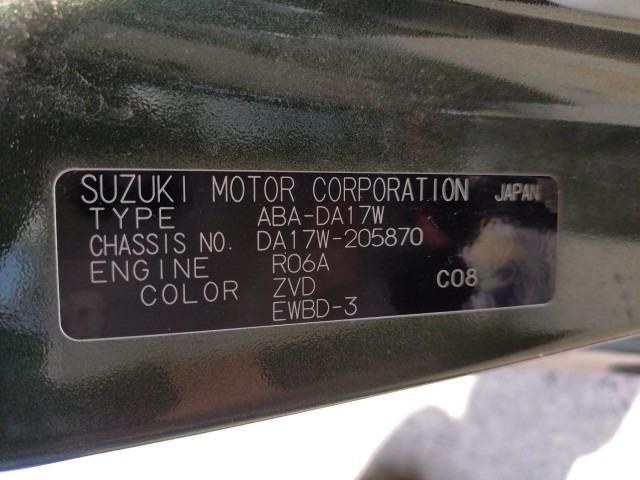 SUZUKI MOTOR CORPORATION JAPAN
TYPE ABA-DA17W
CHASSIS NO. DA17W-205870
ENGINE R06A C08
COLOR ZVD
EWBD-3